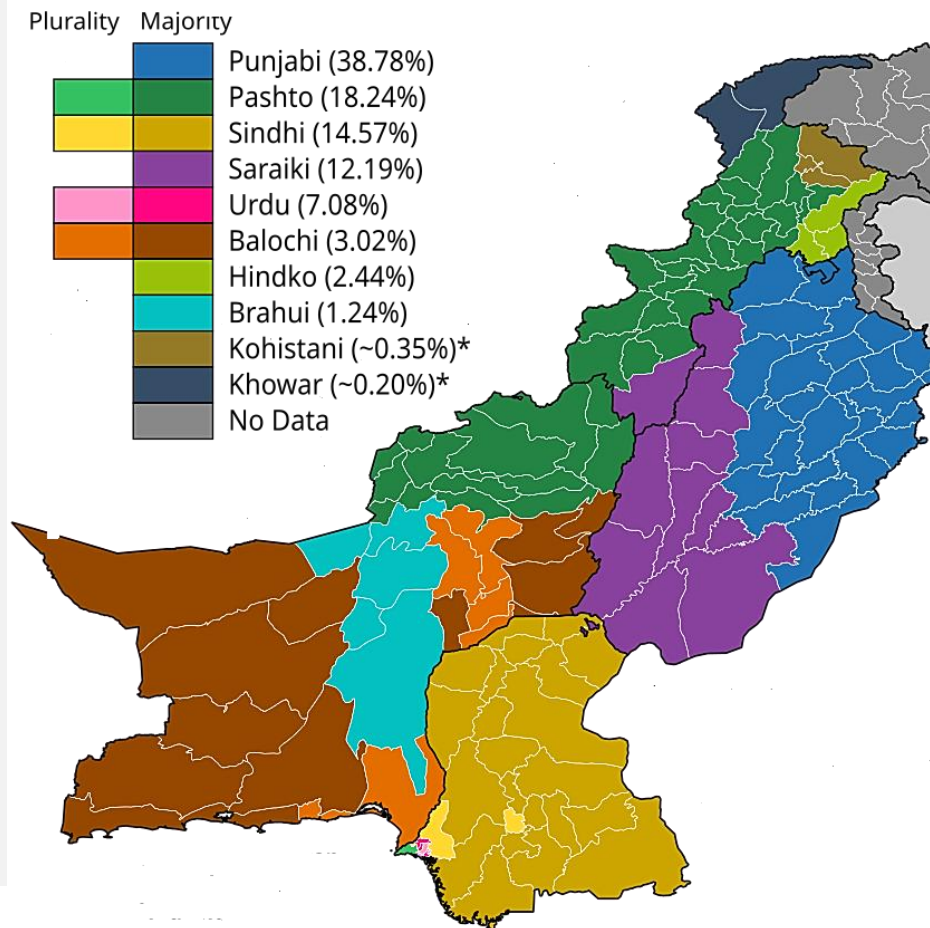 Plurality Majority
Punjabi (38.78%)
Pashto (18.24%)
Sindhi (14.57%)
Saraiki (12.19%)
Urdu (7.08%)
Balochi (3.02%)
Hindko (2.44%)
Brahui (1.24%)
Kohistani (~0.35%)*
Khowar (~0.20%)*
No Data